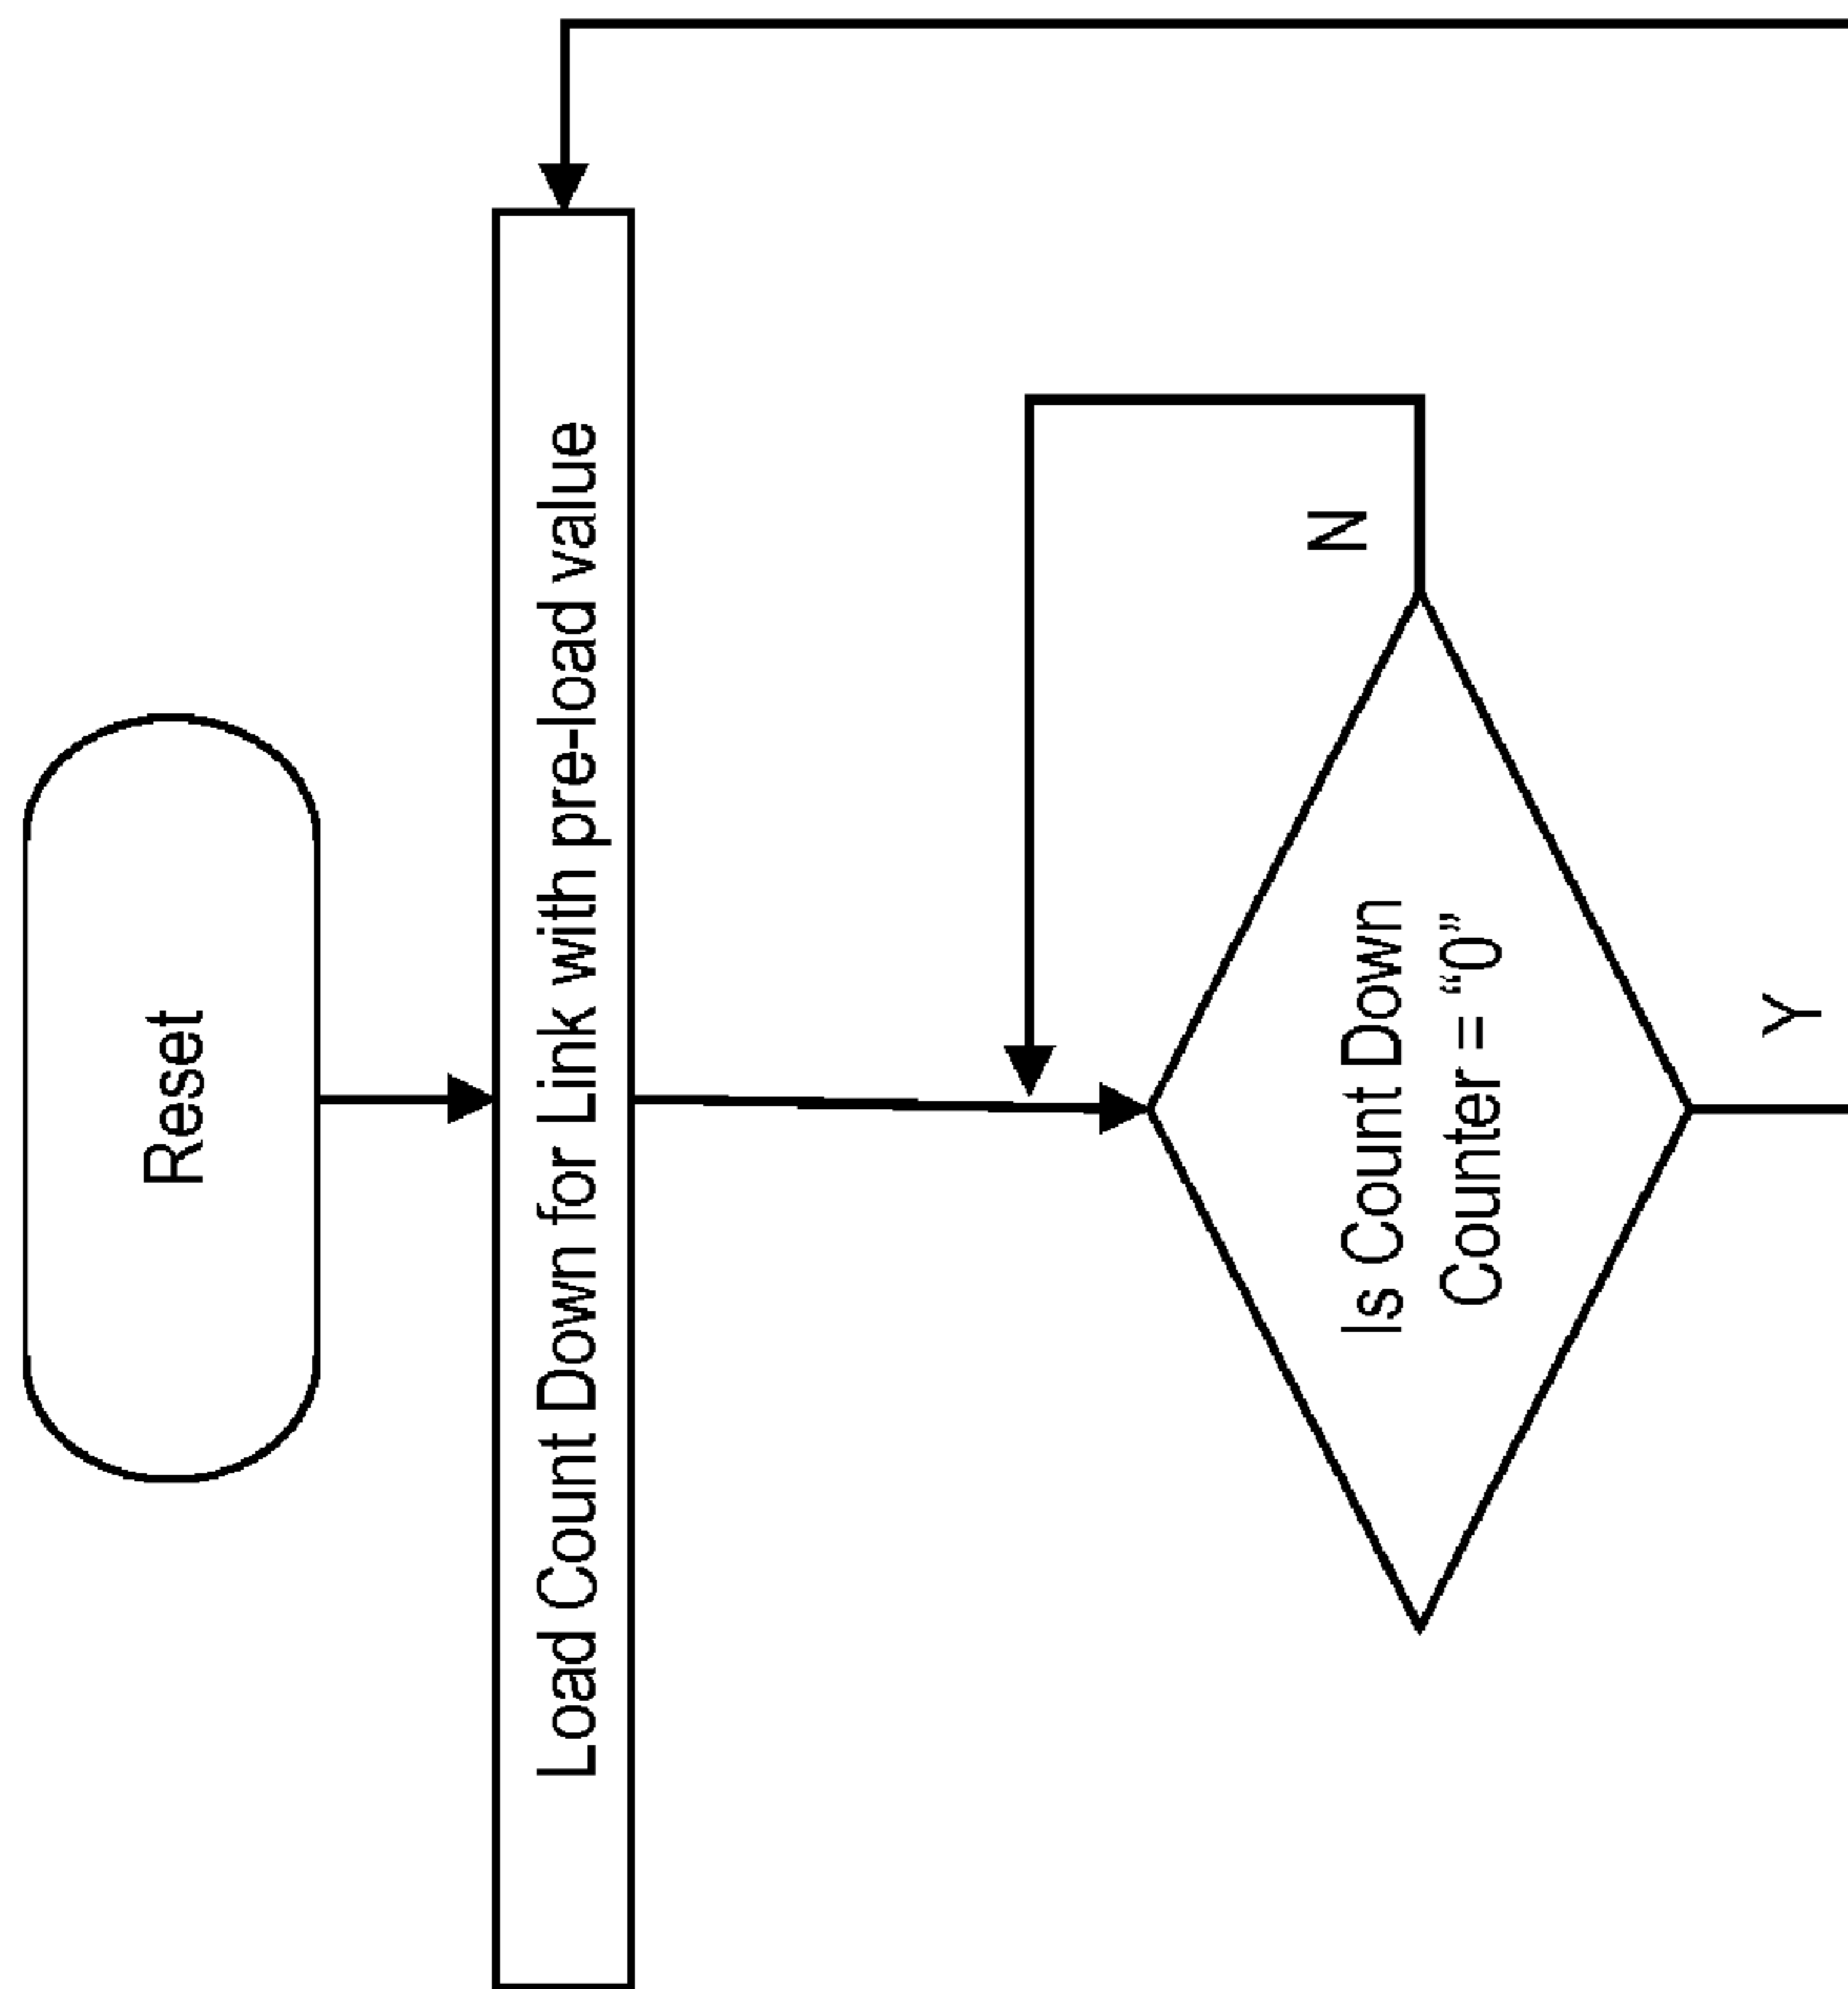 Reset
Load Count Down for Link with pre-load value
Is Count Down
Counter = “0”
N
Y